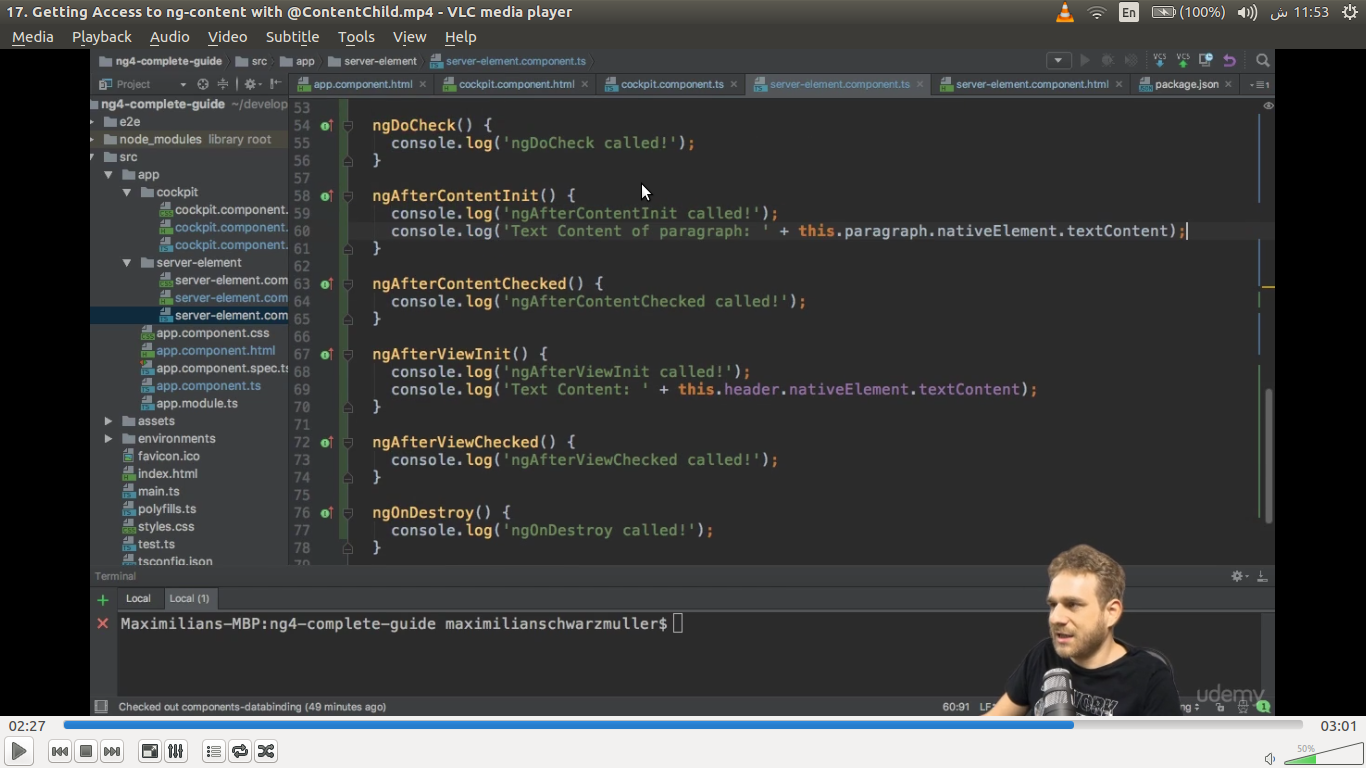 17. Getting Access to ng-content with @ContentChild.mp4 - VLC media player
En (100%) ش 11:53
Media Playback Audio Video Subtitle Tools View Help
ng4-complete-guide src app server-element server-element.component.ts
VCS VCS
Project
app.component.html cockpit.component.html cockpit.component.ts server-element.component.ts server-element.component.html package.json
ng4-complete-guide ~/develop
e2e
node_modules library root
src
app
cockpit
cockpit.component.
cockpit.component.
cockpit.component.
server-element
server-element.com
server-element.com
server-element.com
app.component.css
app.component.html
app.component.spec.ts
app.component.ts
app.module.ts
assets
environments
favicon.ico
index.html
main.ts
polyfills.ts
styles.css
test.ts
tsconfig.json
53
54 ngDoCheck() {
55 console.log('ngDoCheck called!');
56 }
57
58 ngAfterContentInit() {
59 console.log('ngAfterContentInit called!');
60 console.log('Text Content of paragraph: ' + this.paragraph.nativeElement.textContent);
61 }
62
63 ngAfterContentChecked() {
64 console.log('ngAfterContentChecked called!');
65 }
66
67 ngAfterViewInit() {
68 console.log('ngAfterViewInit called!');
69 console.log('Text Content: ' + this.header.nativeElement.textContent);
70 }
71
72 ngAfterViewChecked() {
73 console.log('ngAfterViewChecked called!');
74 }
75
76 ngOnDestroy() {
77 console.log('ngOnDestroy called!');
78 }
79
Terminal
Local Local (1)
Maximilians-MBP:ng4-complete-guide maximilianschwarzmuller$
udemy
Checked out components-databinding (49 minutes ago) 60:91
02:27 03:01
50%